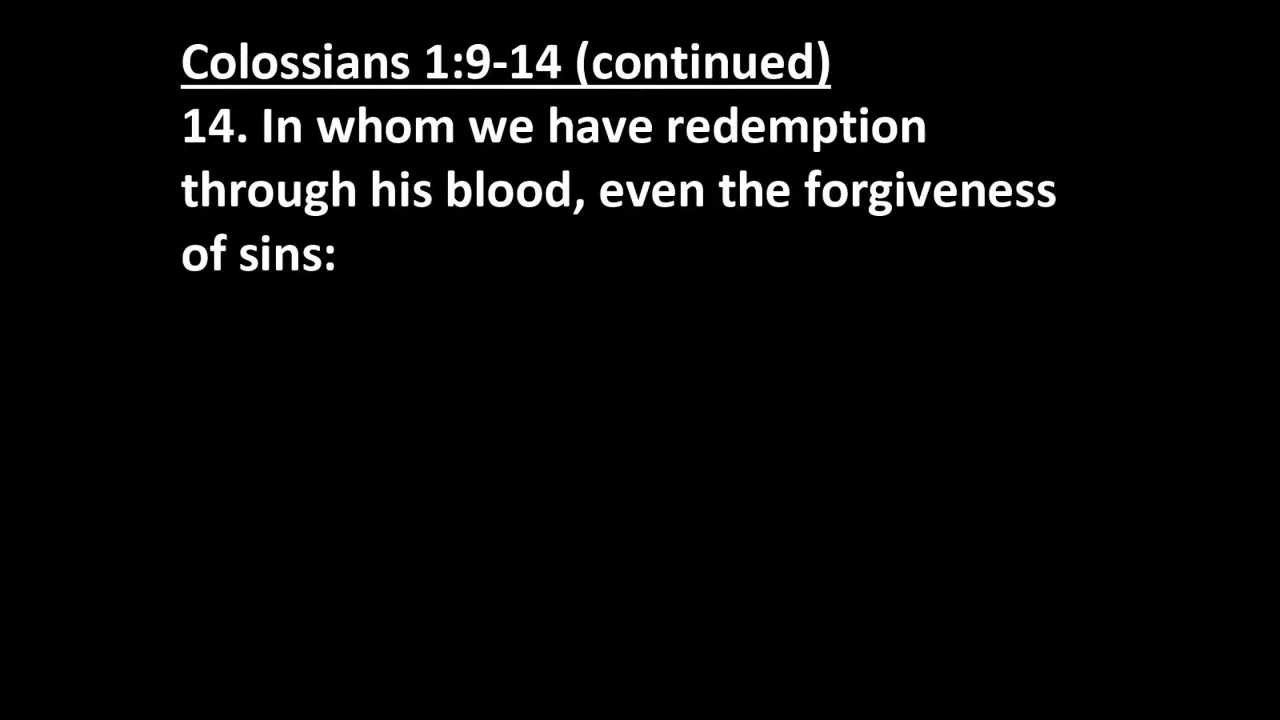 Colossians 1:9-14 (continued)
14. In whom we have redemption
through his blood, even the forgiveness
of sins: